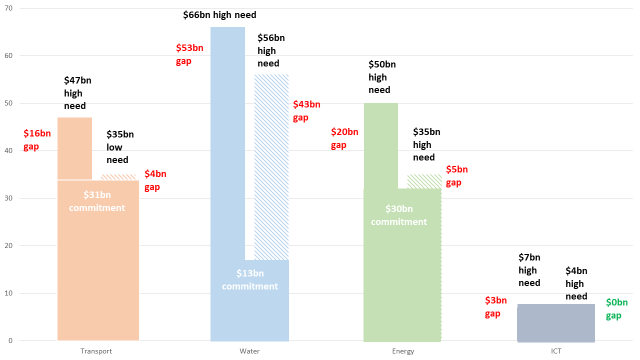 70
60
50
40
30
20
10
0
$47bn
high
need
$16bn
gap
$35bn
low
need
$4bn
gap
$31bn
commitment
Transport
$66bn high need
$53bn
gap
$56bn
high
need
$43bn
gap
$13bn
commitment
Water
$50bn
high
need
$20bn
gap
$35bn
high
need
$5bn
gap
$30bn
commitment
Energy
$7bn
high
need
$3bn
gap
$4bn
high
need
$0bn
gap
ICT